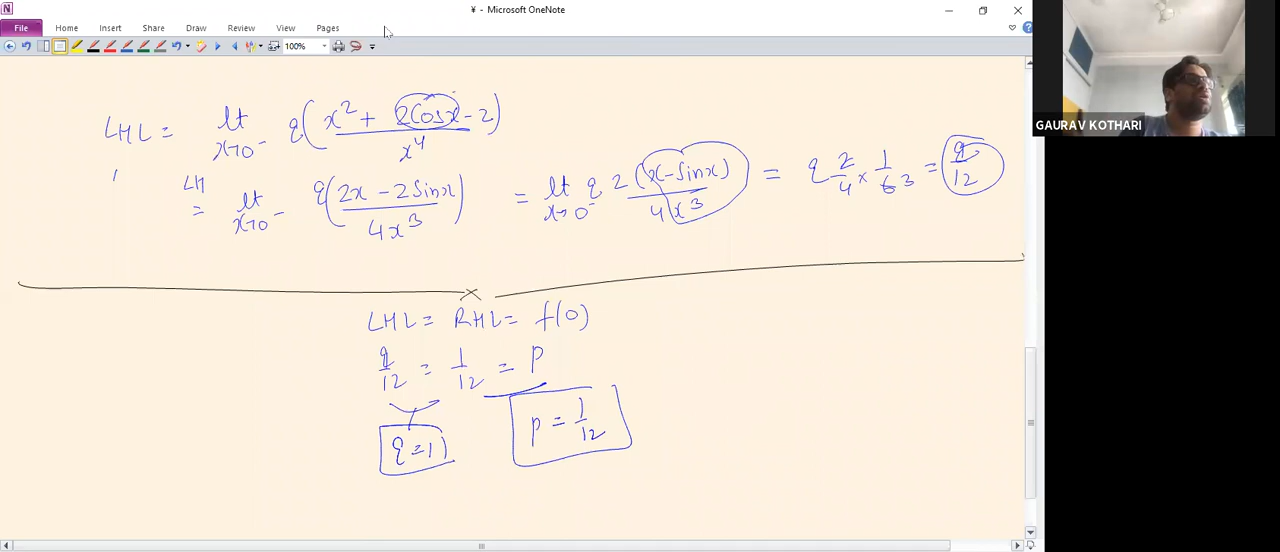 ¥ - Microsoft OneNote
File Home Insert Share Draw Review View Pages
100%
GAURAV KOTHARI
LHL = lt x→0⁻ q(x² + 2Cosx - 2 / x⁴)
LH = lt x→0⁻ q(2x - 2Sinx / 4x³) = lt x→0⁻ q 2(x - Sinx) / 4x³ = q 2/4 × 1/6 3 = q/12
LHL = RHL = f(0)
q/12 = 1/12 = p
q = 1
p = 1/12